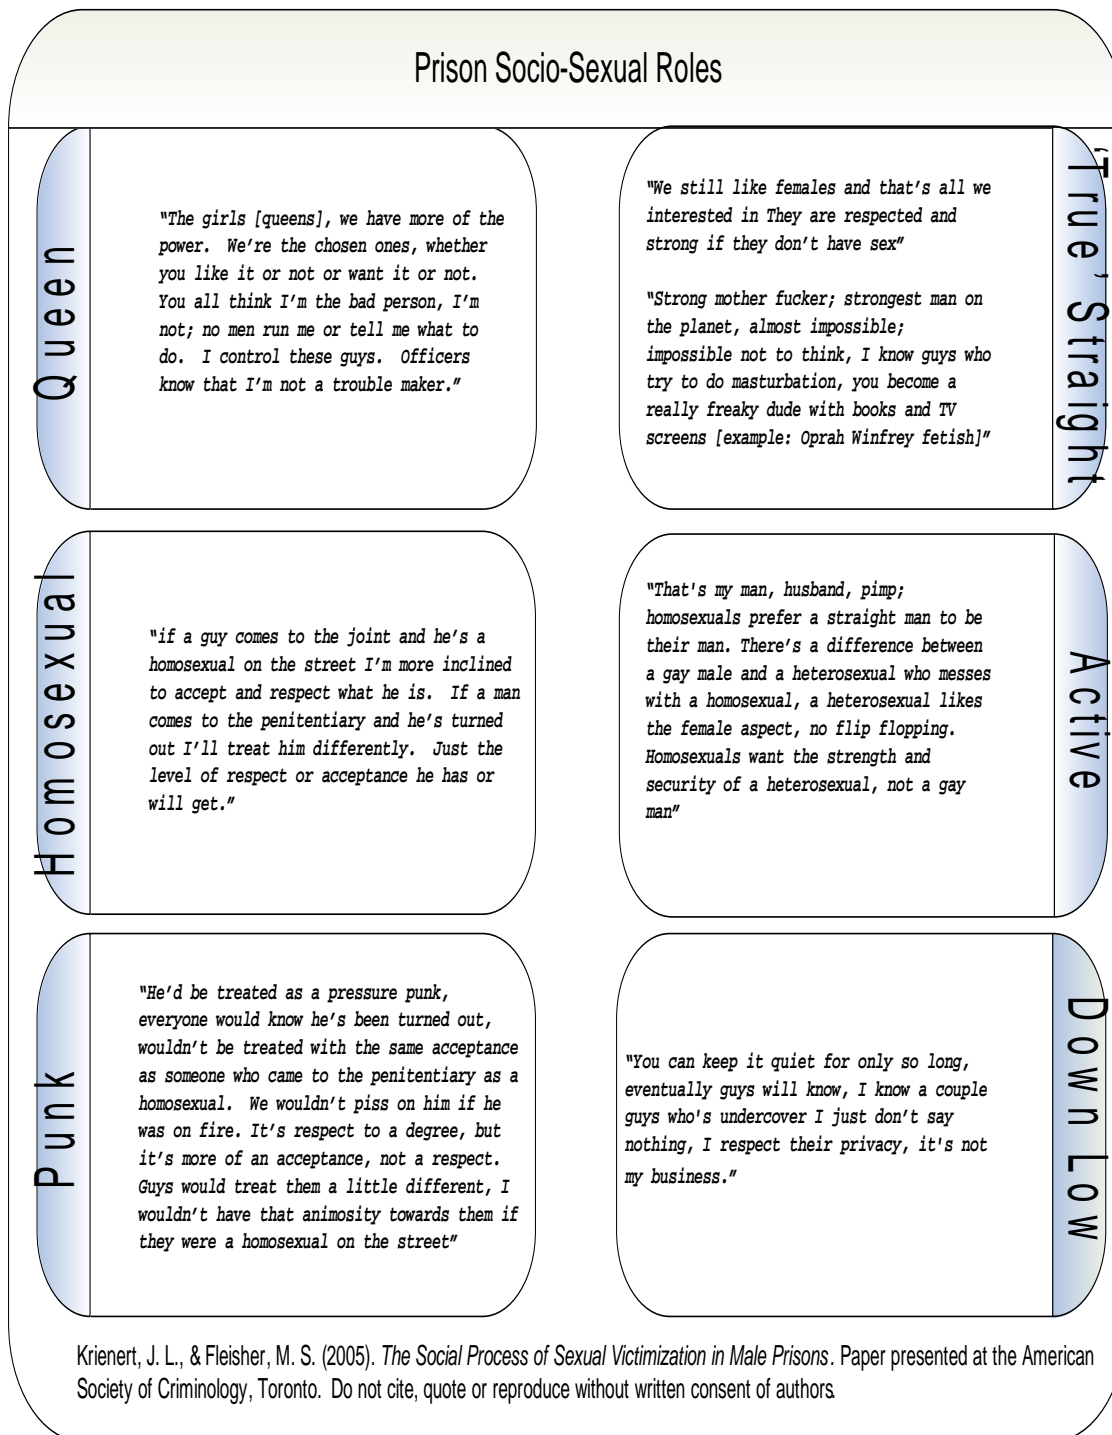 Prison Socio-Sexual Roles
Queen
"The girls [queens], we have more of the
power.  We're the chosen ones, whether
you like it or not or want it or not.
You all think I'm the bad person, I'm
not; no men run me or tell me what to
do.  I control these guys.  Officers
know that I'm not a trouble maker."
'True' Straight
"We still like females and that's all we
interested in They are respected and
strong if they don't have sex"
"Strong mother fucker; strongest man on
the planet, almost impossible;
impossible not to think, I know guys who
try to do masturbation, you become a
really freaky dude with books and TV
screens [example: Oprah Winfrey fetish]"
Homosexual
"if a guy comes to the joint and he's a
homosexual on the street I'm more inclined
to accept and respect what he is.  If a man
comes to the penitentiary and he's turned
out I'll treat him differently.  Just the
level of respect or acceptance he has or
will get."
Active
"That's my man, husband, pimp;
homosexuals prefer a straight man to be
their man. There's a difference between
a gay male and a heterosexual who messes
with a homosexual, a heterosexual likes
the female aspect, no flip flopping.
Homosexuals want the strength and
security of a heterosexual, not a gay
man"
Punk
"He'd be treated as a pressure punk,
everyone would know he's been turned out,
wouldn't be treated with the same acceptance
as someone who came to the penitentiary as a
homosexual.  We wouldn't piss on him if he
was on fire. It's respect to a degree, but
it's more of an acceptance, not a respect.
Guys would treat them a little different, I
wouldn't have that animosity towards them if
they were a homosexual on the street"
Down Low
"You can keep it quiet for only so long,
eventually guys will know, I know a couple
guys who's undercover I just don't say
nothing, I respect their privacy, it's not
my business."
Krienert, J. L., & Fleisher, M. S. (2005). The Social Process of Sexual Victimization in Male Prisons. Paper presented at the American
Society of Criminology, Toronto.  Do not cite, quote or reproduce without written consent of authors.